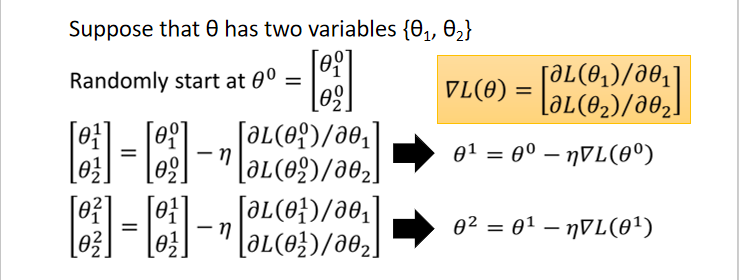 Suppose that θ has two variables {θ₁, θ₂}
Randomly start at θ⁰ = [θ₁⁰ θ₂⁰]
∇L(θ) = [∂L(θ₁)/∂θ₁ ∂L(θ₂)/∂θ₂]
[θ₁¹ θ₂¹] = [θ₁⁰ θ₂⁰] − η [∂L(θ₁⁰)/∂θ₁ ∂L(θ₂⁰)/∂θ₂]
θ¹ = θ⁰ − η∇L(θ⁰)
[θ₁² θ₂²] = [θ₁¹ θ₂¹] − η [∂L(θ₁¹)/∂θ₁ ∂L(θ₂¹)/∂θ₂]
θ² = θ¹ − η∇L(θ¹)